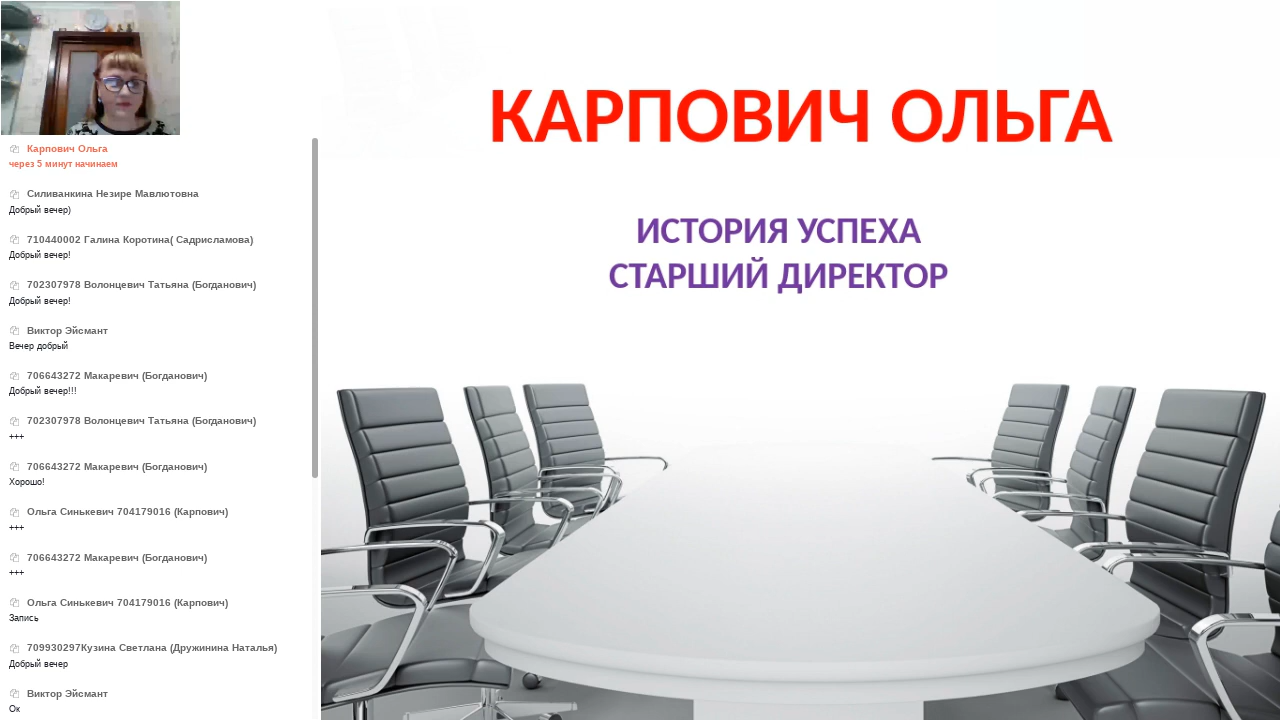 Карпович Ольга
через 5 минут начинаем
Силиванкина Незире Мавлютовна
Добрый вечер)
710440002 Галина Коротина( Садрисламова)
Добрый вечер!
702307978 Волонцевич Татьяна (Богданович)
Добрый вечер!
Виктор Эйсмант
Вечер добрый
706643272 Макаревич (Богданович)
Добрый вечер!!!
702307978 Волонцевич Татьяна (Богданович)
+++
706643272 Макаревич (Богданович)
Хорошо!
Ольга Синькевич 704179016 (Карпович)
+++
706643272 Макаревич (Богданович)
+++
Ольга Синькевич 704179016 (Карпович)
Запись
709930297Кузина Светлана (Дружинина Наталья)
Добрый вечер
Виктор Эйсмант
Ок
КАРПОВИЧ ОЛЬГА
ИСТОРИЯ УСПЕХА
СТАРШИЙ ДИРЕКТОР